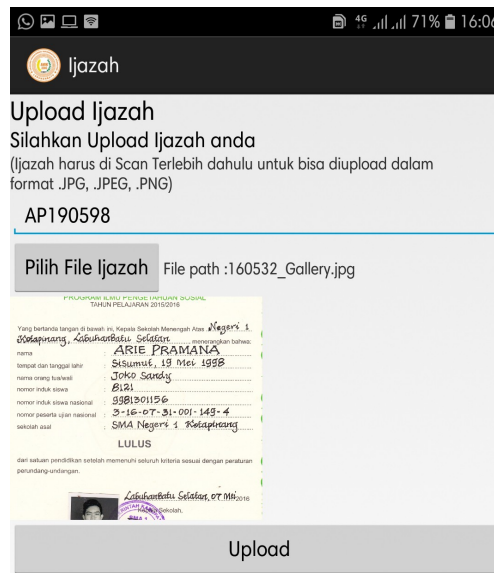 4G 71% 16:06
Ijazah
Upload Ijazah
Silahkan Upload Ijazah anda
(Ijazah harus di Scan Terlebih dahulu untuk bisa diupload dalam
format .JPG, .JPEG, .PNG)
AP190598
Pilih File Ijazah File path :160532_Gallery.jpg
PROGRAM ILMU PENGETAHUAN SOSIAL
TAHUN PELAJARAN 2015/2016
Yang bertanda tangan di bawah ini, Kepala Sekolah Menengah Atas Negeri 1
Kotapinang, Labuhanbatu Selatan menerangkan bahwa:
nama : ARIE PRAMANA
tempat dan tanggal lahir : Sisumut, 19 Mei 1998
nama orang tua/wali : Joko Sandy
nomor induk siswa : 8121
nomor induk siswa nasional : 9981301156
nomor peserta ujian nasional : 3-16-07-31-001-149-4
sekolah asal : SMA Negeri 1 Kotapinang
LULUS
dari satuan pendidikan setelah memenuhi seluruh kriteria sesuai dengan peraturan
perundang-undangan.
LabuhanBatu Selatan, 07 Mei 2016
Kepala Sekolah,
Upload